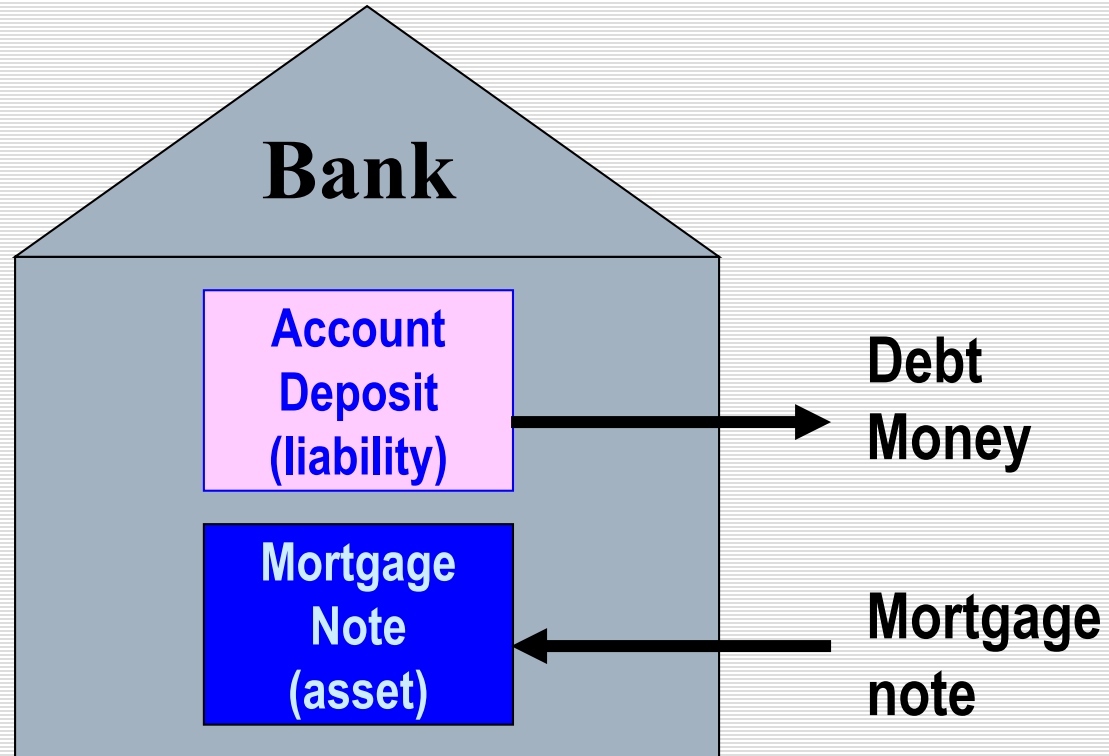 Bank
Account
Deposit
(liability)
Debt
Money
Mortgage
Note
(asset)
Mortgage
note